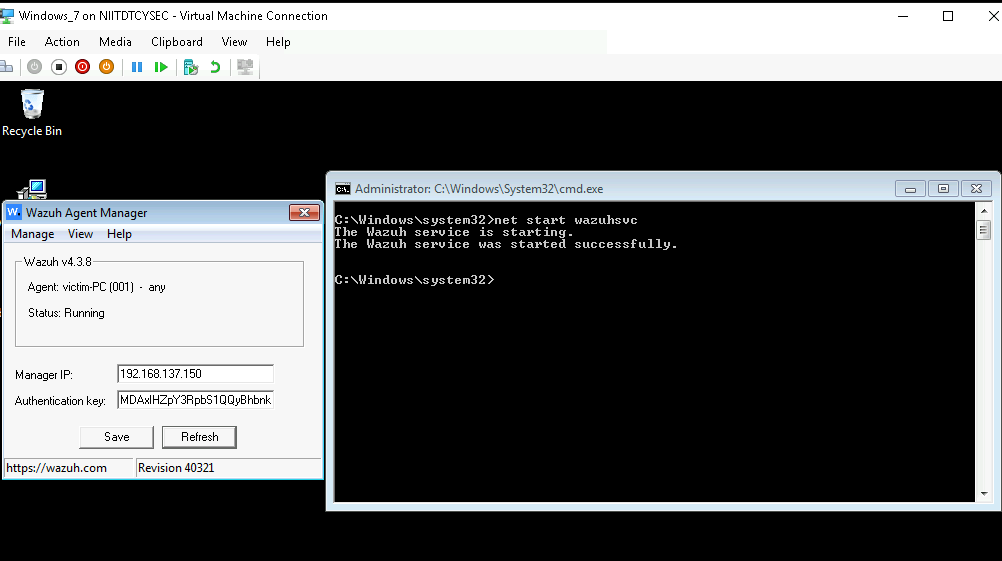 Windows_7 on NIITDTCYSEC - Virtual Machine Connection
File Action Media Clipboard View Help
Recycle Bin
Administrator: C:\Windows\System32\cmd.exe
C:\Windows\system32>net start wazuhsvc
The Wazuh service is starting.
The Wazuh service was started successfully.
C:\Windows\system32>
Wazuh Agent Manager
Manage View Help
Wazuh v4.3.8
Agent: victim-PC (001) - any
Status: Running
Manager IP: 192.168.137.150
Authentication key: MDAxIHZpY3RpbS1QQyBhbnk
Save Refresh
https://wazuh.com Revision 40321